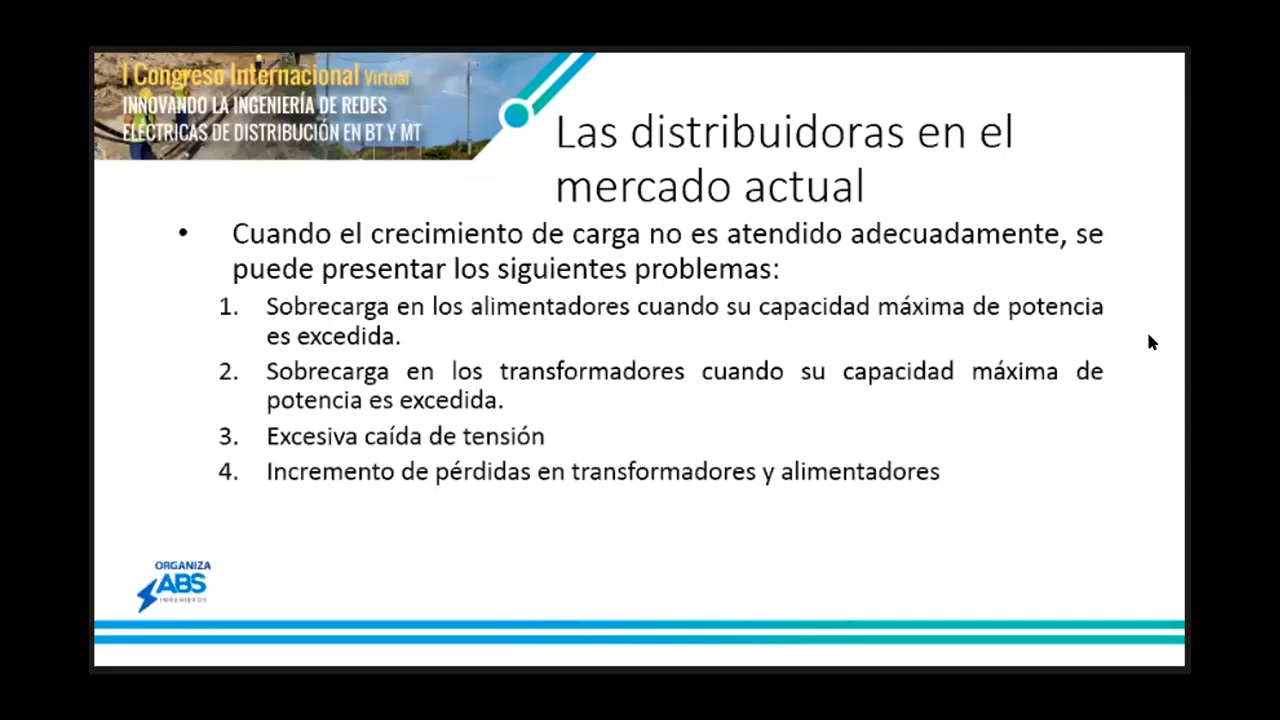 I Congreso Internacional Virtual
INNOVANDO LA INGENIERÍA DE REDES
ELÉCTRICAS DE DISTRIBUCIÓN EN BT Y MT
Las distribuidoras en el
mercado actual
• Cuando el crecimiento de carga no es atendido adecuadamente, se
puede presentar los siguientes problemas:
1. Sobrecarga en los alimentadores cuando su capacidad máxima de potencia
es excedida.
2. Sobrecarga en los transformadores cuando su capacidad máxima de
potencia es excedida.
3. Excesiva caída de tensión
4. Incremento de pérdidas en transformadores y alimentadores
ORGANIZA
ABS
INGENIEROS